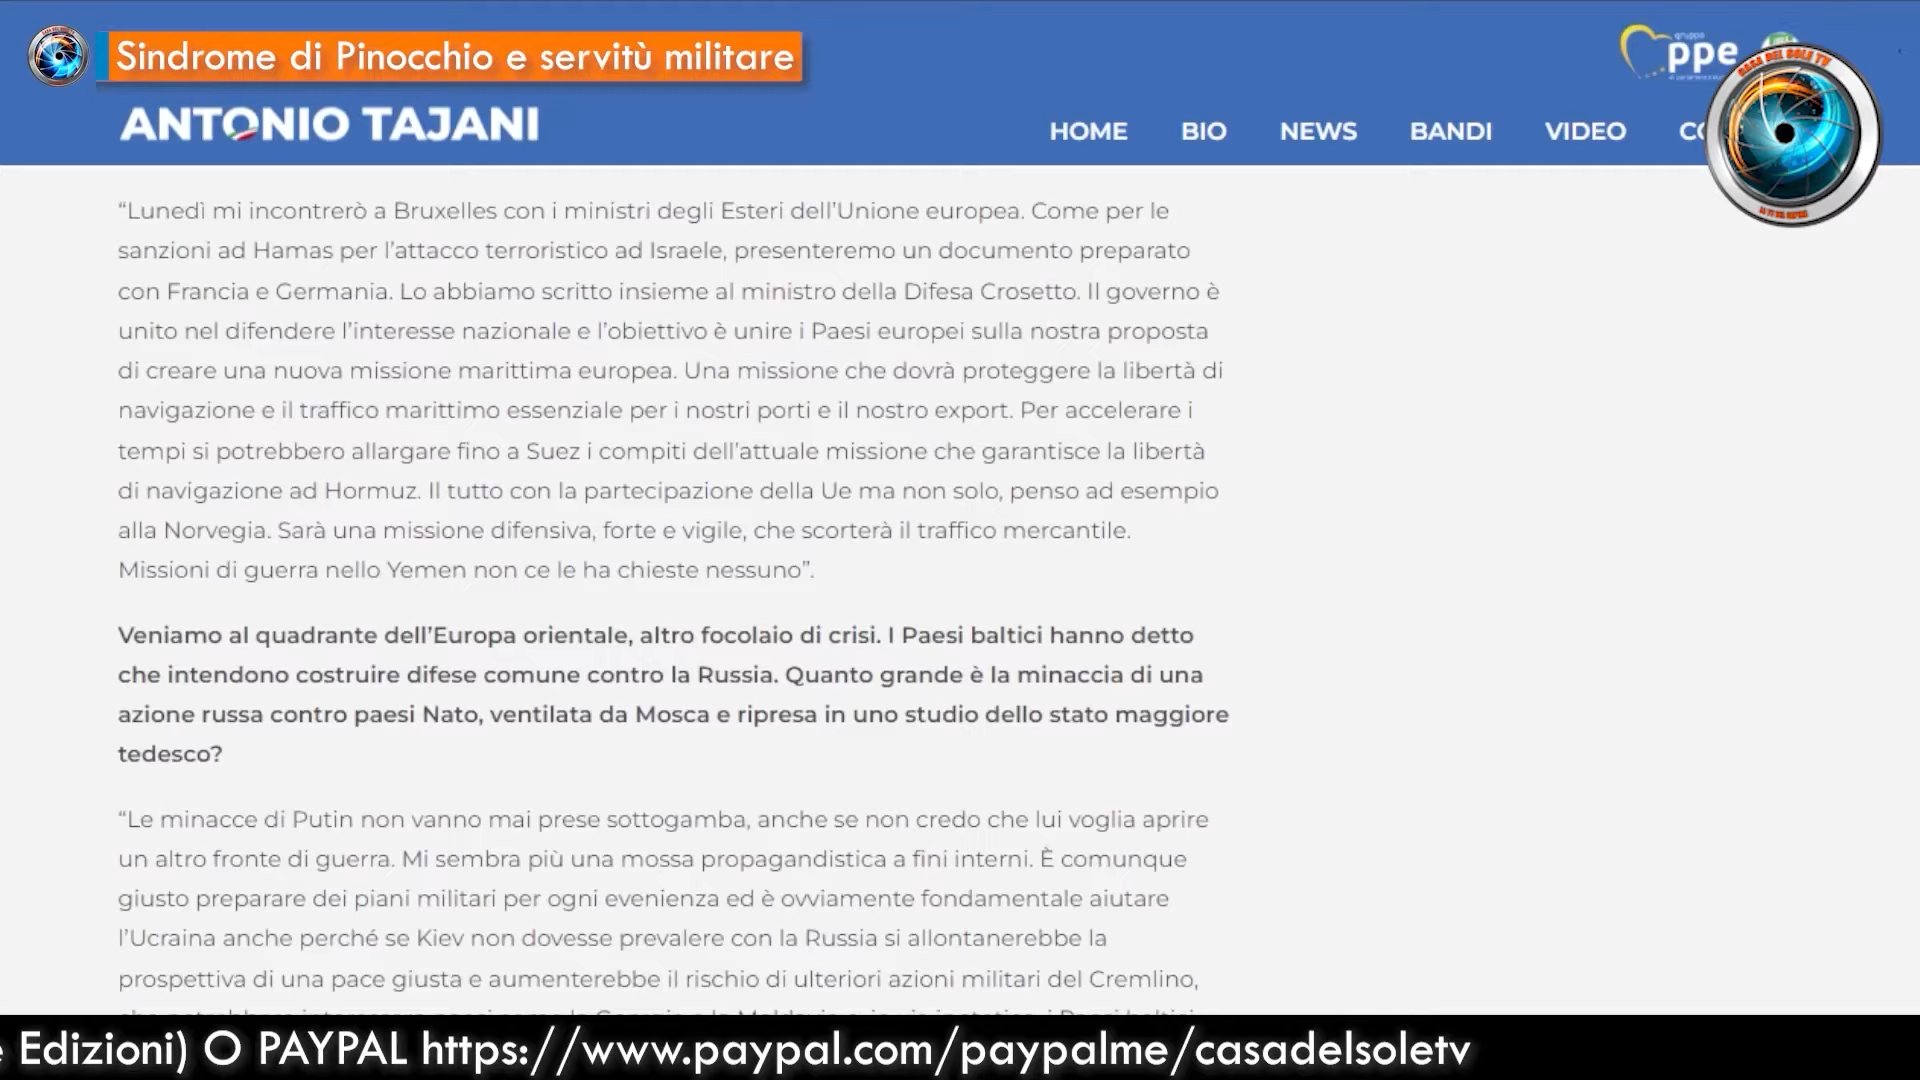 Sindrome di Pinocchio e servitù militare
gruppo
ppe
CASA DEL SOLE TV
ANTONIO TAJANI
HOME BIO NEWS BANDI VIDEO
“Lunedì mi incontrerò a Bruxelles con i ministri degli Esteri dell’Unione europea. Come per le
sanzioni ad Hamas per l’attacco terroristico ad Israele, presenteremo un documento preparato
con Francia e Germania. Lo abbiamo scritto insieme al ministro della Difesa Crosetto. Il governo è
unito nel difendere l’interesse nazionale e l’obiettivo è unire i Paesi europei sulla nostra proposta
di creare una nuova missione marittima europea. Una missione che dovrà proteggere la libertà di
navigazione e il traffico marittimo essenziale per i nostri porti e il nostro export. Per accelerare i
tempi si potrebbero allargare fino a Suez i compiti dell’attuale missione che garantisce la libertà
di navigazione ad Hormuz. Il tutto con la partecipazione della Ue ma non solo, penso ad esempio
alla Norvegia. Sarà una missione difensiva, forte e vigile, che scorterà il traffico mercantile.
Missioni di guerra nello Yemen non ce le ha chieste nessuno”.
Veniamo al quadrante dell’Europa orientale, altro focolaio di crisi. I Paesi baltici hanno detto
che intendono costruire difese comune contro la Russia. Quanto grande è la minaccia di una
azione russa contro paesi Nato, ventilata da Mosca e ripresa in uno studio dello stato maggiore
tedesco?
“Le minacce di Putin non vanno mai prese sottogamba, anche se non credo che lui voglia aprire
un altro fronte di guerra. Mi sembra più una mossa propagandistica a fini interni. È comunque
giusto preparare dei piani militari per ogni evenienza ed è ovviamente fondamentale aiutare
l’Ucraina anche perché se Kiev non dovesse prevalere con la Russia si allontanerebbe la
prospettiva di una pace giusta e aumenterebbe il rischio di ulteriori azioni militari del Cremlino,
Edizioni) O PAYPAL https://www.paypal.com/paypalme/casadelsoletv